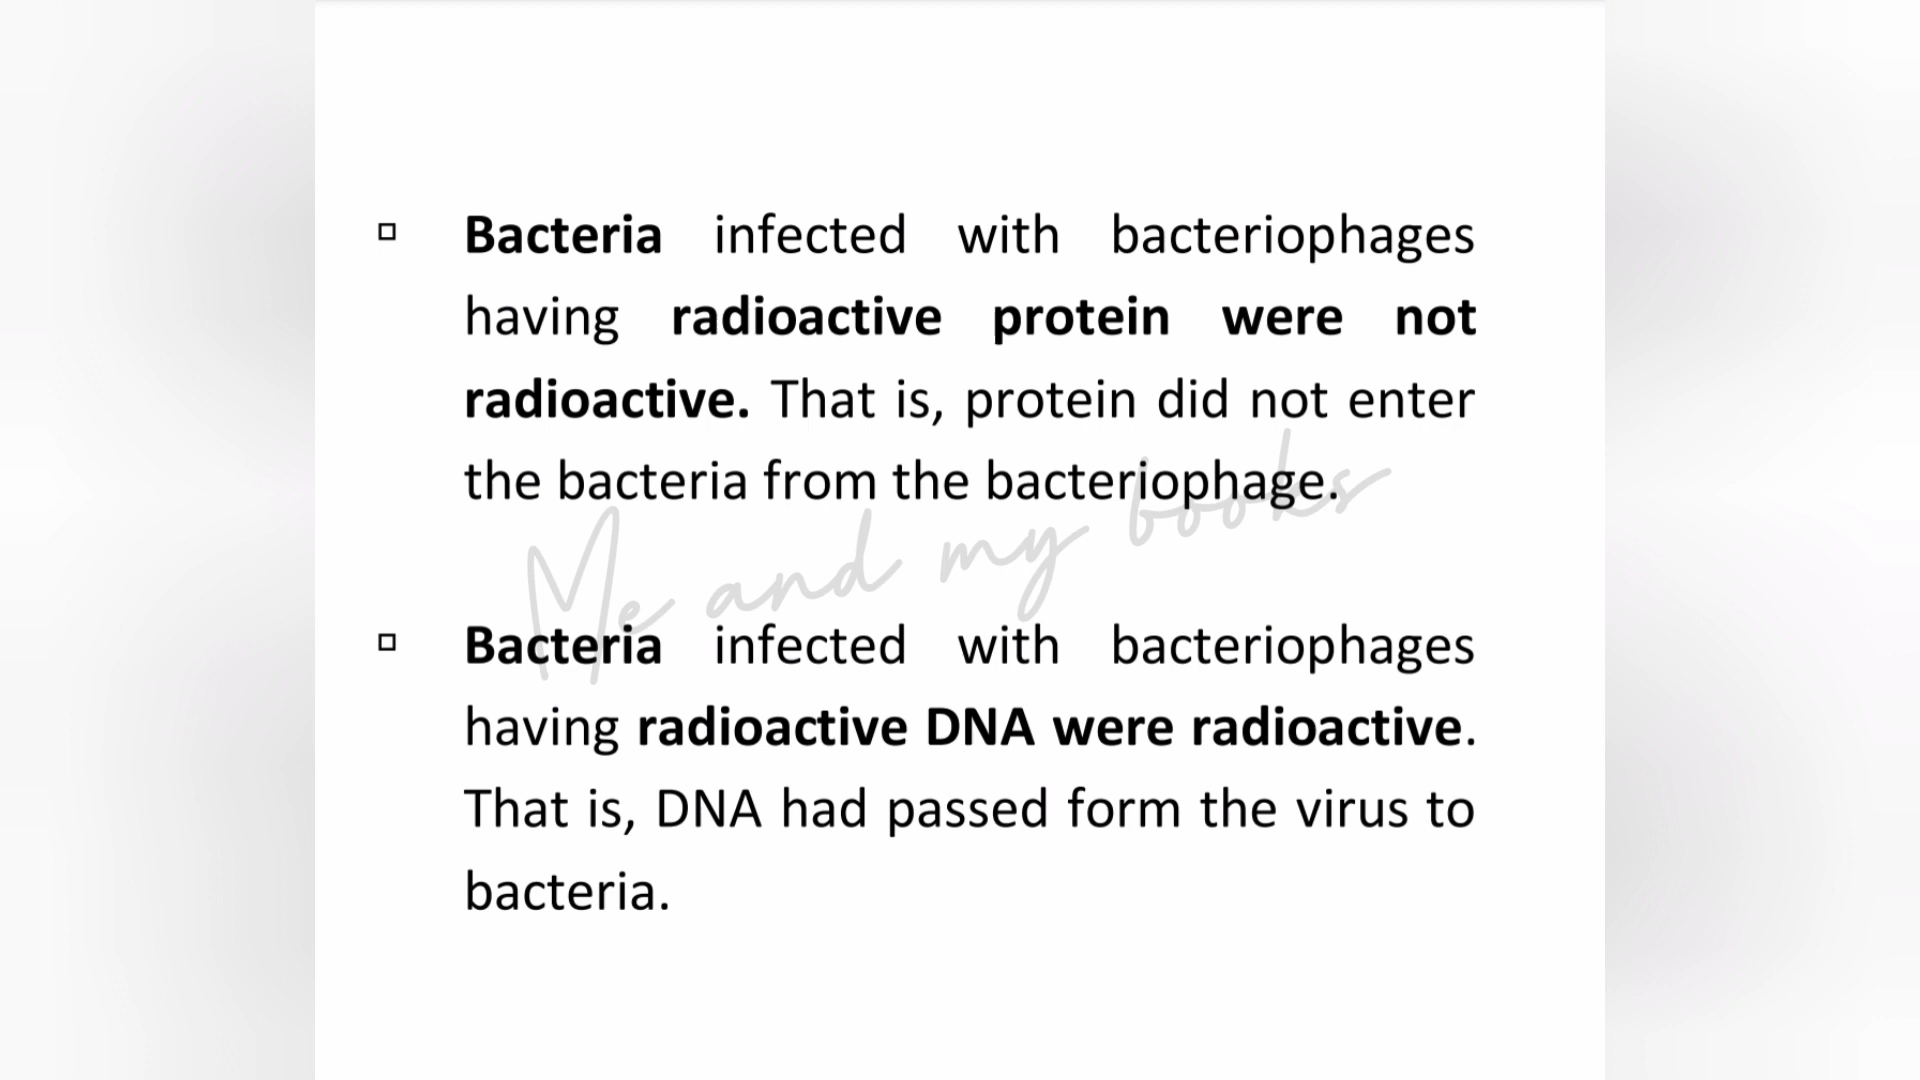 ▫ Bacteria infected with bacteriophages
having radioactive protein were not
radioactive. That is, protein did not enter
the bacteria from the bacteriophage.
Me and my books
▫ Bacteria infected with bacteriophages
having radioactive DNA were radioactive.
That is, DNA had passed form the virus to
bacteria.